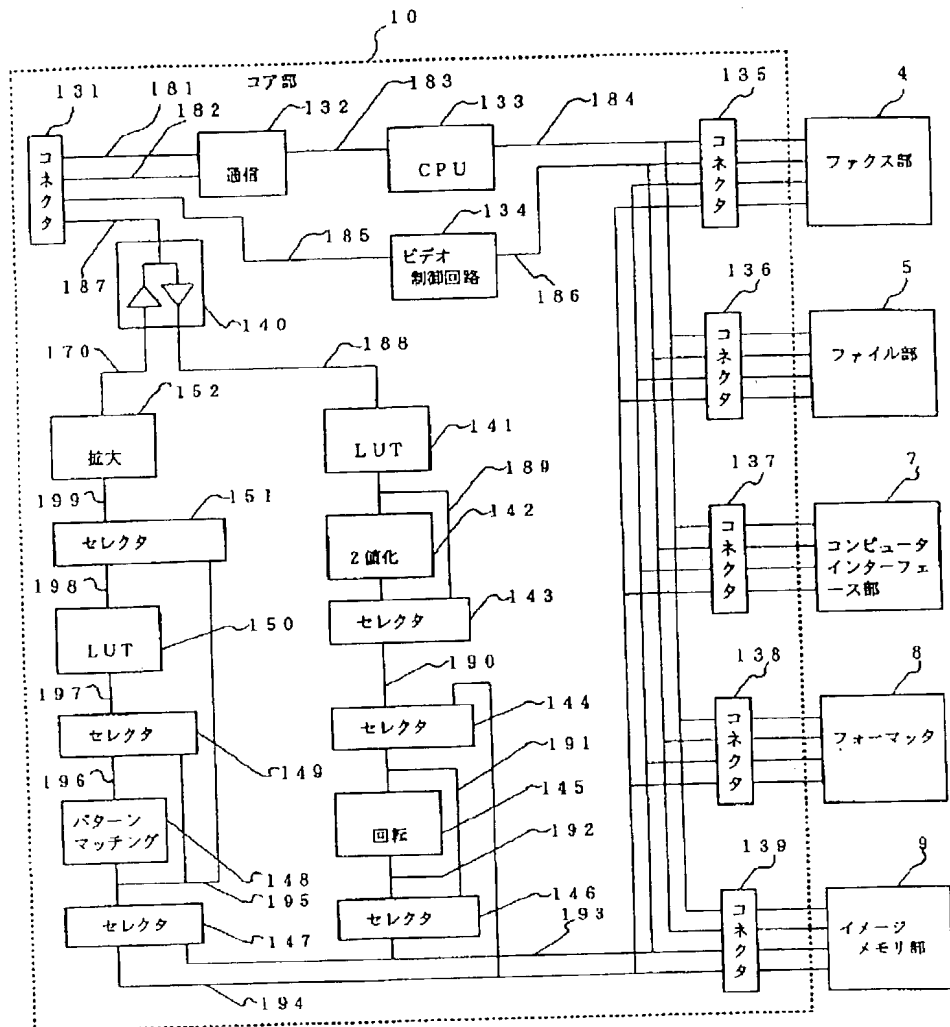 10
コア部
131
181
182
132
183
133
184
135
4
コネクタ
通信
CPU
コネクタ
ファクス部
134
185
ビデオ
制御回路
186
187
140
136
5
コネクタ
ファイル部
170
188
152
拡大
141
LUT
189
199
151
セレクタ
142
2値化
137
7
コネクタ
コンピュータ
インターフェ
ース部
198
143
セレクタ
150
LUT
190
138
8
197
セレクタ
144
セレクタ
149
191
コネクタ
フォーマッタ
196
145
回転
パターン
マッチング
192
148
195
139
9
146
セレクタ
193
セレクタ
147
コネクタ
イメージ
メモリ部
194